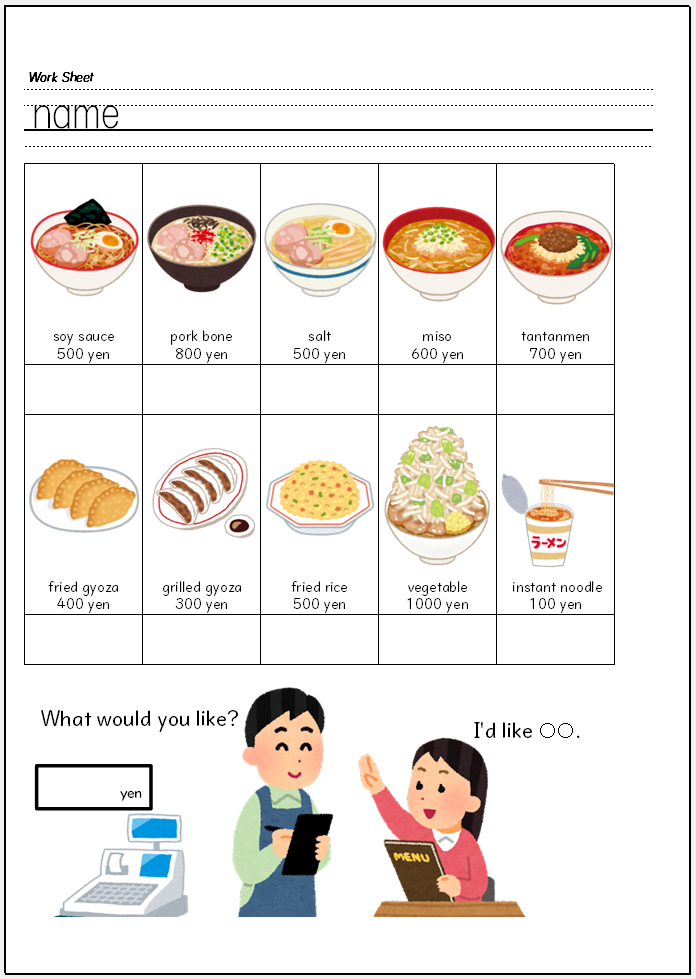 Work Sheet
name
soy sauce
500 yen
pork bone
800 yen
salt
500 yen
miso
600 yen
tantanmen
700 yen
fried gyoza
400 yen
grilled gyoza
300 yen
fried rice
500 yen
vegetable
1000 yen
ラーメン
instant noodle
100 yen
What would you like?
I'd like ○○.
yen
MENU